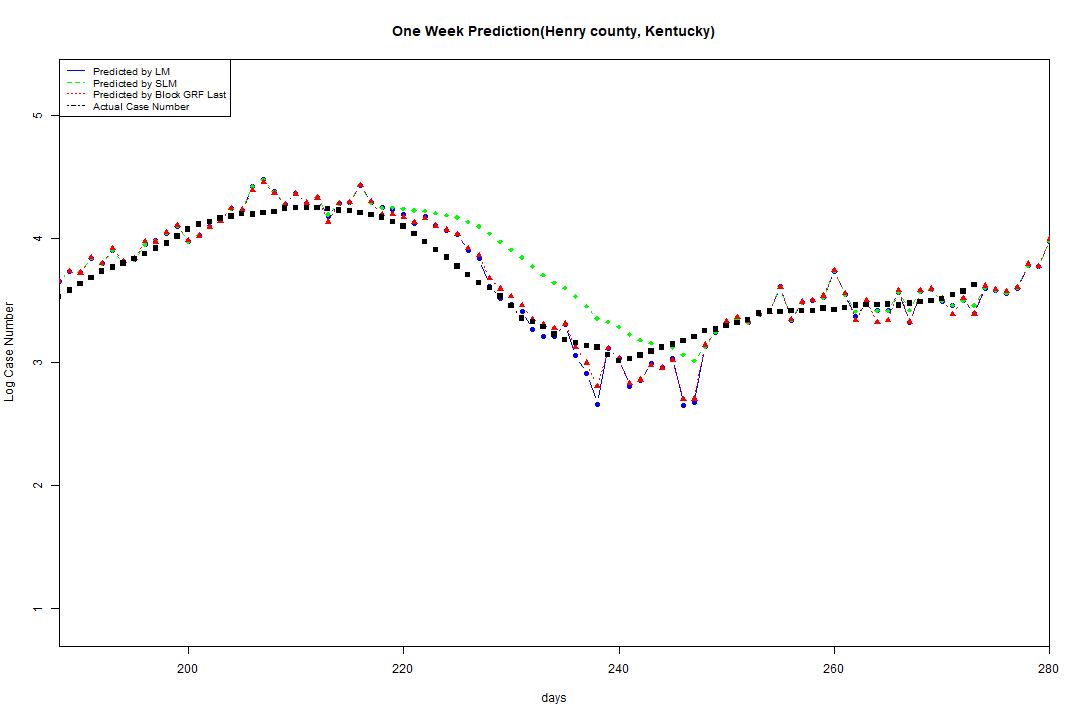 One Week Prediction(Henry county, Kentucky)
Predicted by LM
Predicted by SLM
Predicted by Block GRF Last
Actual Case Number
5
4
3
2
1
Log Case Number
200 220 240 260 280
days